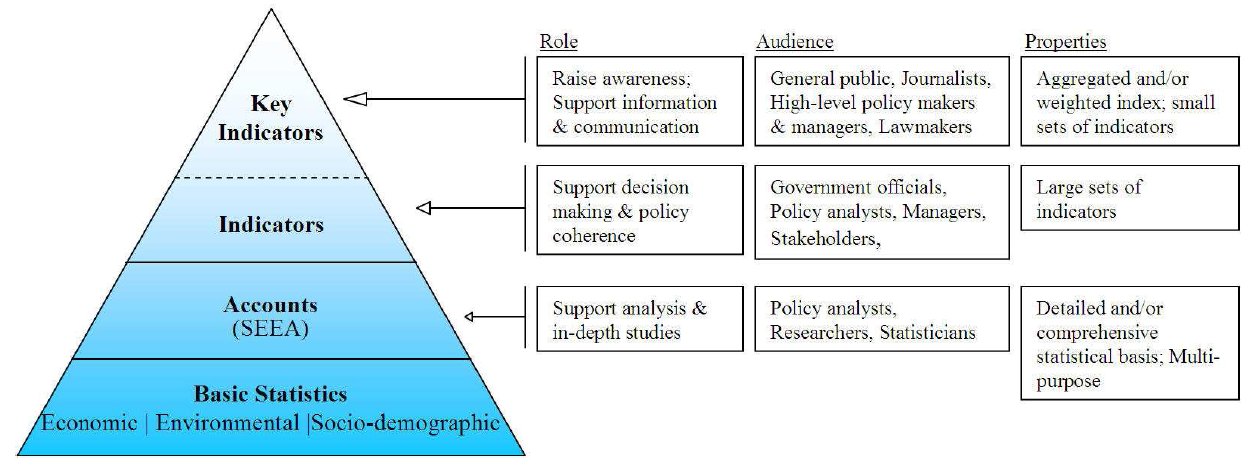 Role
Audience
Properties
Key
Indicators
Raise awareness;
Support information
& communication
General public, Journalists,
High-level policy makers
& managers, Lawmakers
Aggregated and/or
weighted index; small
sets of indicators
Indicators
Support decision
making & policy
coherence
Government officials,
Policy analysts, Managers,
Stakeholders,
Large sets of
indicators
Accounts
(SEEA)
Support analysis &
in-depth studies
Policy analysts,
Researchers, Statisticians
Detailed and/or
comprehensive
statistical basis; Multi-
purpose
Basic Statistics
Economic | Environmental |Socio-demographic